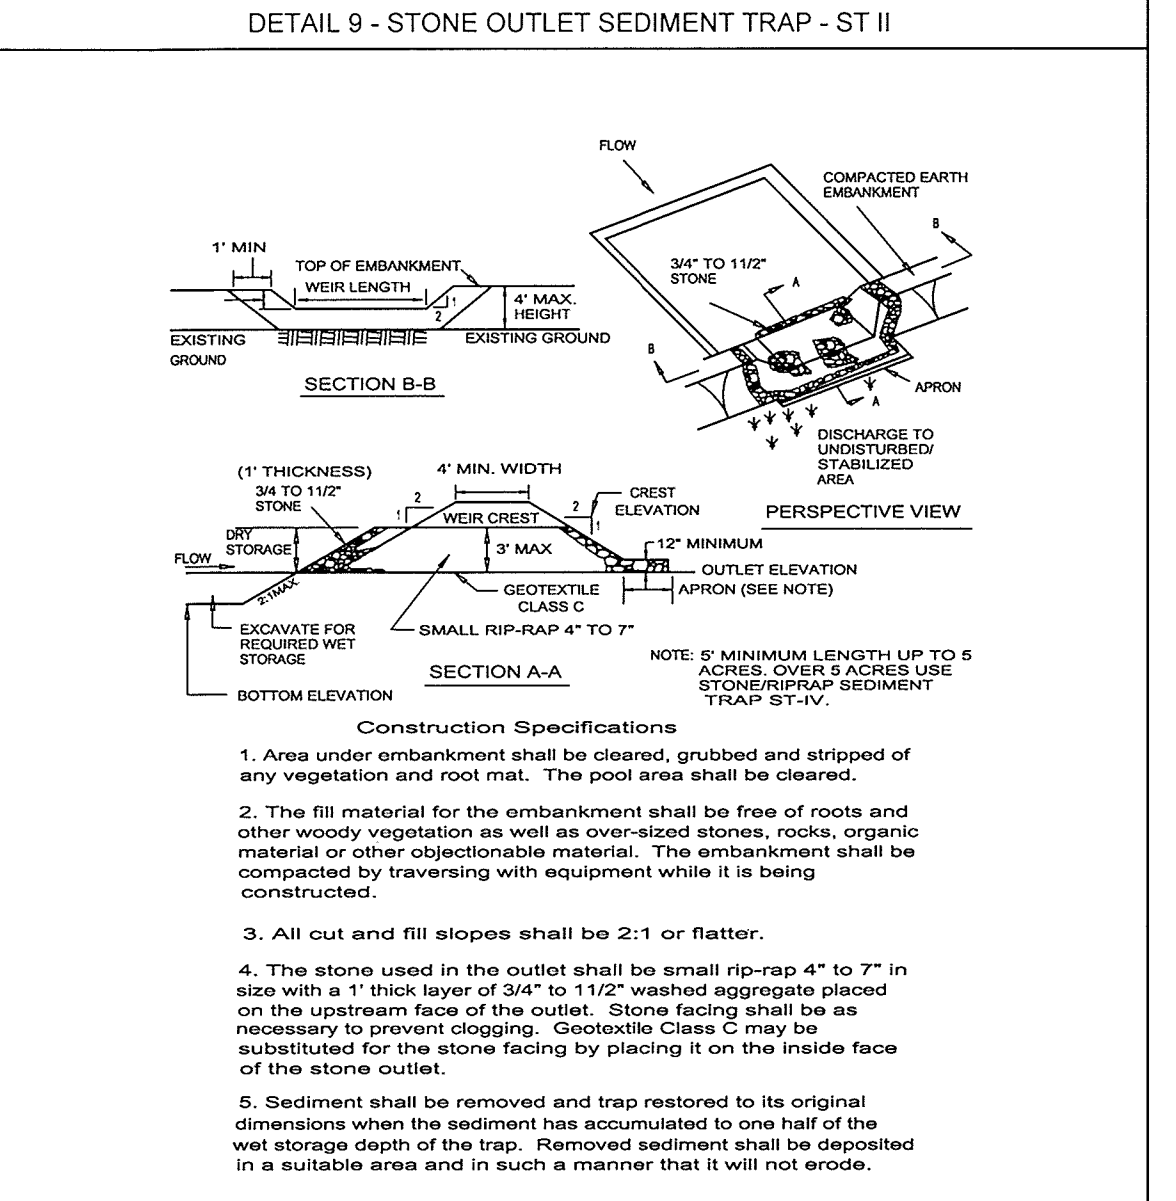 DETAIL 9 - STONE OUTLET SEDIMENT TRAP - ST II
FLOW
COMPACTED EARTH
EMBANKMENT
B
1' MIN
TOP OF EMBANKMENT
WEIR LENGTH
1
2
4' MAX.
HEIGHT
3/4" TO 11/2"
STONE
A
EXISTING
GROUND
EXISTING GROUND
B
SECTION B-B
APRON
A
DISCHARGE TO
UNDISTURBED/
STABILIZED
AREA
PERSPECTIVE VIEW
(1' THICKNESS)
3/4 TO 11/2"
STONE
4' MIN. WIDTH
2
1
WEIR CREST
2
1
CREST
ELEVATION
DRY
STORAGE
FLOW
3' MAX
12" MINIMUM
OUTLET ELEVATION
2:1 MAX.
GEOTEXTILE
CLASS C
APRON (SEE NOTE)
EXCAVATE FOR
REQUIRED WET
STORAGE
SMALL RIP-RAP 4" TO 7"
BOTTOM ELEVATION
SECTION A-A
NOTE: 5' MINIMUM LENGTH UP TO 5
ACRES. OVER 5 ACRES USE
STONE/RIPRAP SEDIMENT
TRAP ST-IV.
Construction Specifications
1. Area under embankment shall be cleared, grubbed and stripped of
any vegetation and root mat. The pool area shall be cleared.
2. The fill material for the embankment shall be free of roots and
other woody vegetation as well as over-sized stones, rocks, organic
material or other objectionable material. The embankment shall be
compacted by traversing with equipment while it is being
constructed.
3. All cut and fill slopes shall be 2:1 or flatter.
4. The stone used in the outlet shall be small rip-rap 4" to 7" in
size with a 1' thick layer of 3/4" to 11/2" washed aggregate placed
on the upstream face of the outlet. Stone facing shall be as
necessary to prevent clogging. Geotextile Class C may be
substituted for the stone facing by placing it on the inside face
of the stone outlet.
5. Sediment shall be removed and trap restored to its original
dimensions when the sediment has accumulated to one half of the
wet storage depth of the trap. Removed sediment shall be deposited
in a suitable area and in such a manner that it will not erode.